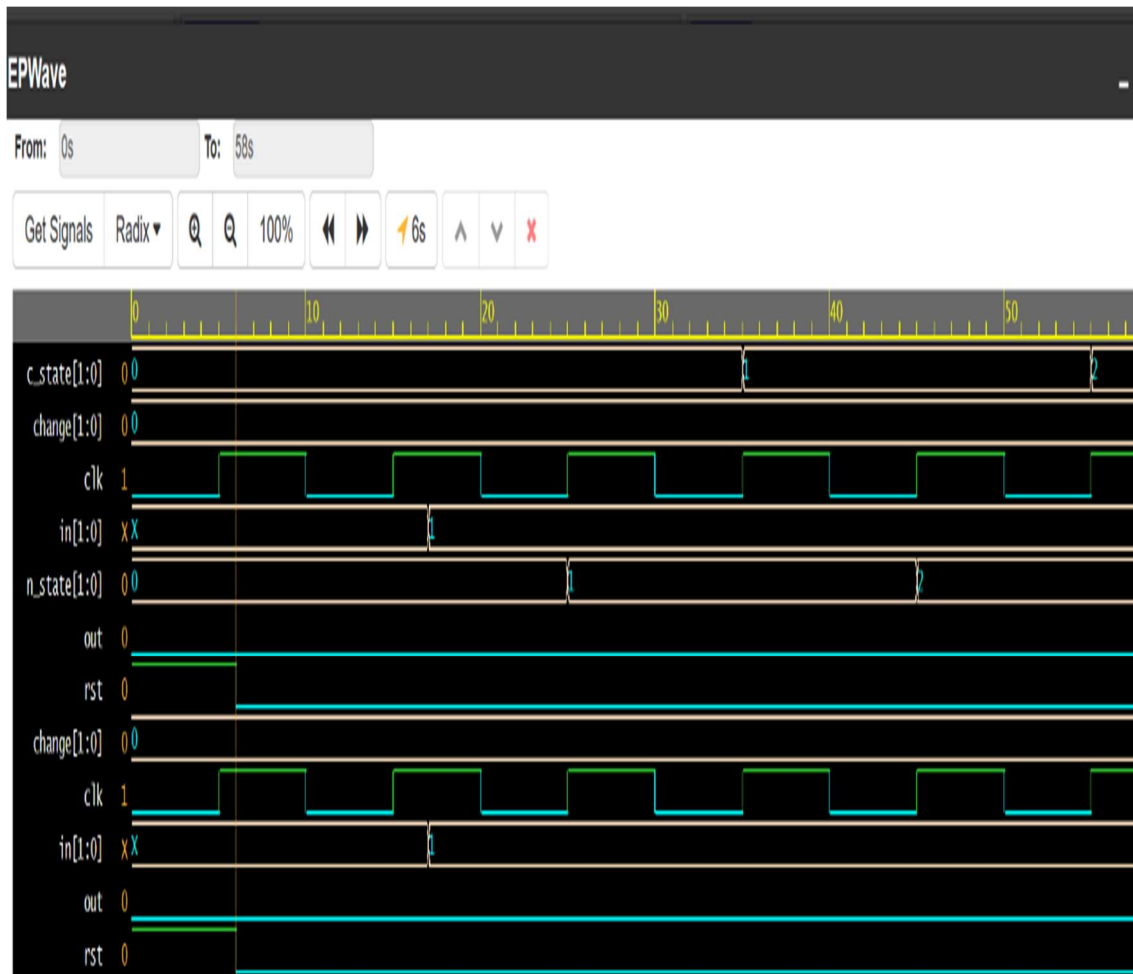 EPWave
From: 0s To: 58s
Get Signals Radix 100% 6s
0 10 20 30 40 50
c_state[1:0] 0 0 1 2
change[1:0] 0 0
clk 1
in[1:0] X X 1
n_state[1:0] 0 0 1 2
out 0
rst 0
change[1:0] 0 0
clk 1
in[1:0] X X 1
out 0
rst 0